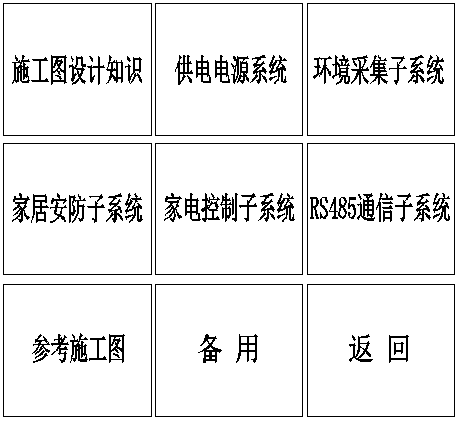 施工图设计知识
供电电源系统
环境采集子系统
家居安防子系统
家电控制子系统
RS485通信子系统
参考施工图
备用
返回